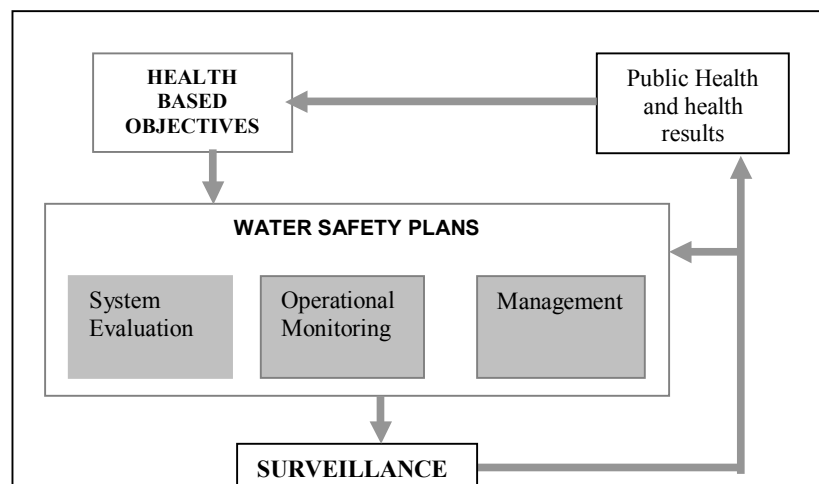 HEALTH
BASED
OBJECTIVES
Public Health
and health
results
WATER SAFETY PLANS
System
Evaluation
Operational
Monitoring
Management
SURVEILLANCE